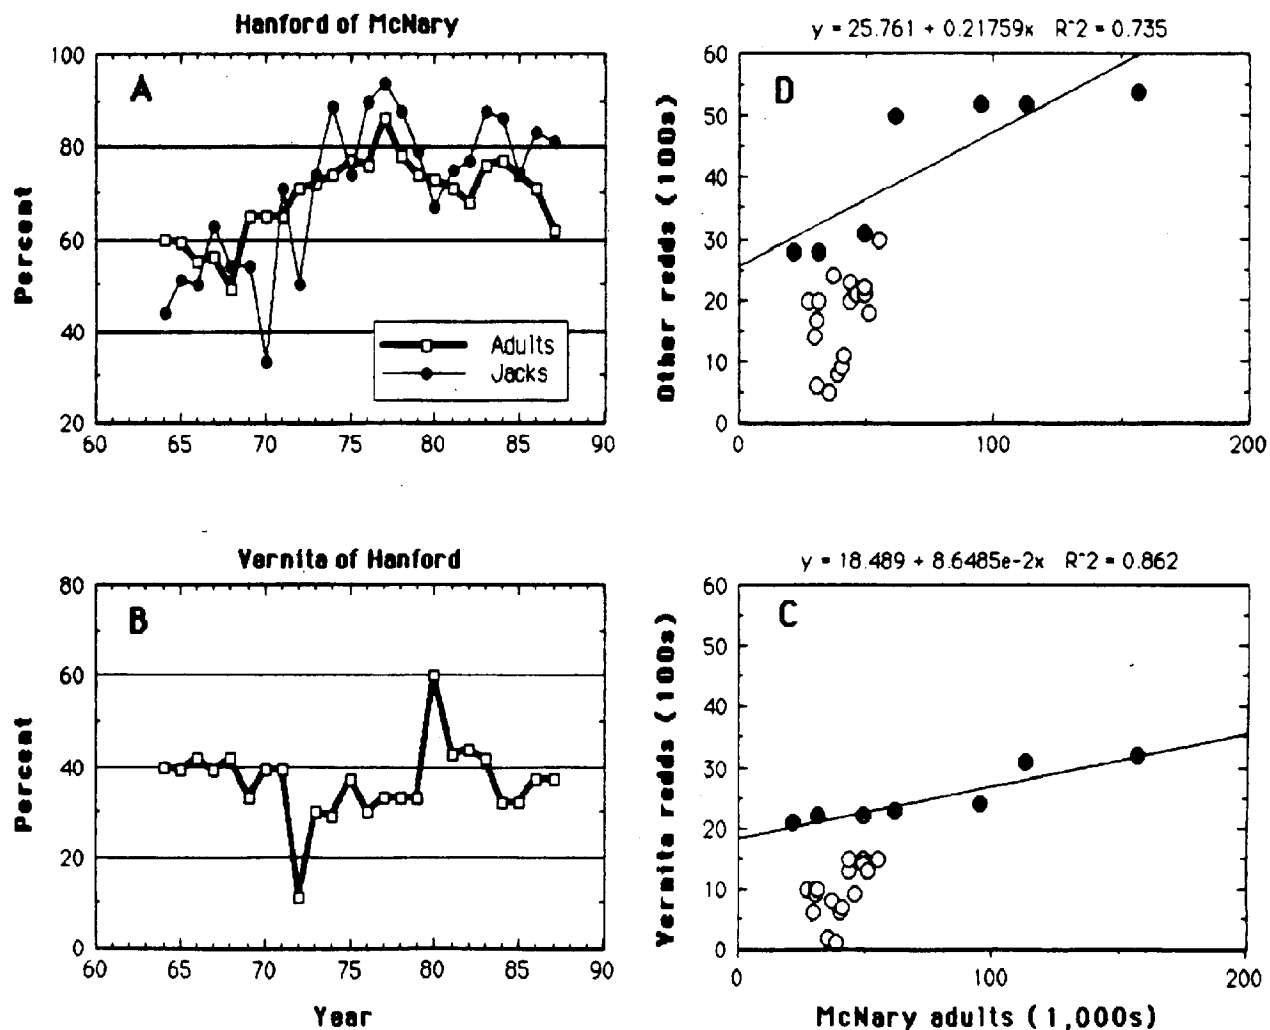 Hanford of McNary
y = 25.761 + 0.21759x R^2 = 0.735
100
80
60
40
20
Percent
A
Adults
Jacks
60 65 70 75 80 85 90
60
50
40
30
20
10
0
Other redds (100s)
D
0 100 200
Vernita of Hanford
y = 18.489 + 8.6485e-2x R^2 = 0.862
80
60
40
20
0
Percent
B
60 65 70 75 80 85 90
Year
60
50
40
30
20
10
0
Vernita redds (100s)
C
0 100 200
McNary adults (1,000s)